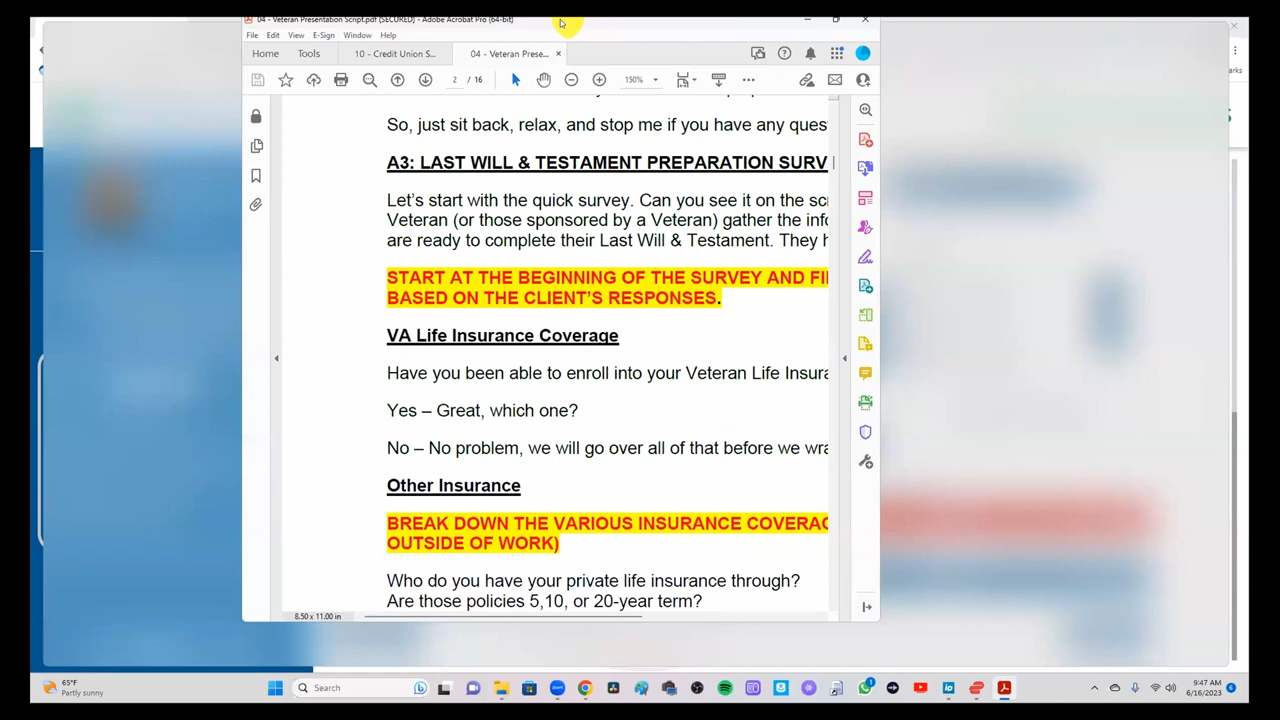 04 - Veteran Presentation Script.pdf (SECURED) - Adobe Acrobat Pro (64-bit)
File Edit View E-Sign Window Help
Home Tools 10 - Credit Union S... 04 - Veteran Prese... ×
2 / 16 150%
So, just sit back, relax, and stop me if you have any ques
A3: LAST WILL & TESTAMENT PREPARATION SURV
Let's start with the quick survey. Can you see it on the scr
Veteran (or those sponsored by a Veteran) gather the info
are ready to complete their Last Will & Testament. They h
START AT THE BEGINNING OF THE SURVEY AND FI
BASED ON THE CLIENT'S RESPONSES.
VA Life Insurance Coverage
Have you been able to enroll into your Veteran Life Insura
Yes – Great, which one?
No – No problem, we will go over all of that before we wra
Other Insurance
BREAK DOWN THE VARIOUS INSURANCE COVERAG
OUTSIDE OF WORK)
Who do you have your private life insurance through?
Are those policies 5,10, or 20-year term?
8.50 x 11.00 in
65°F
Partly sunny
Search
9:47 AM
6/16/2023